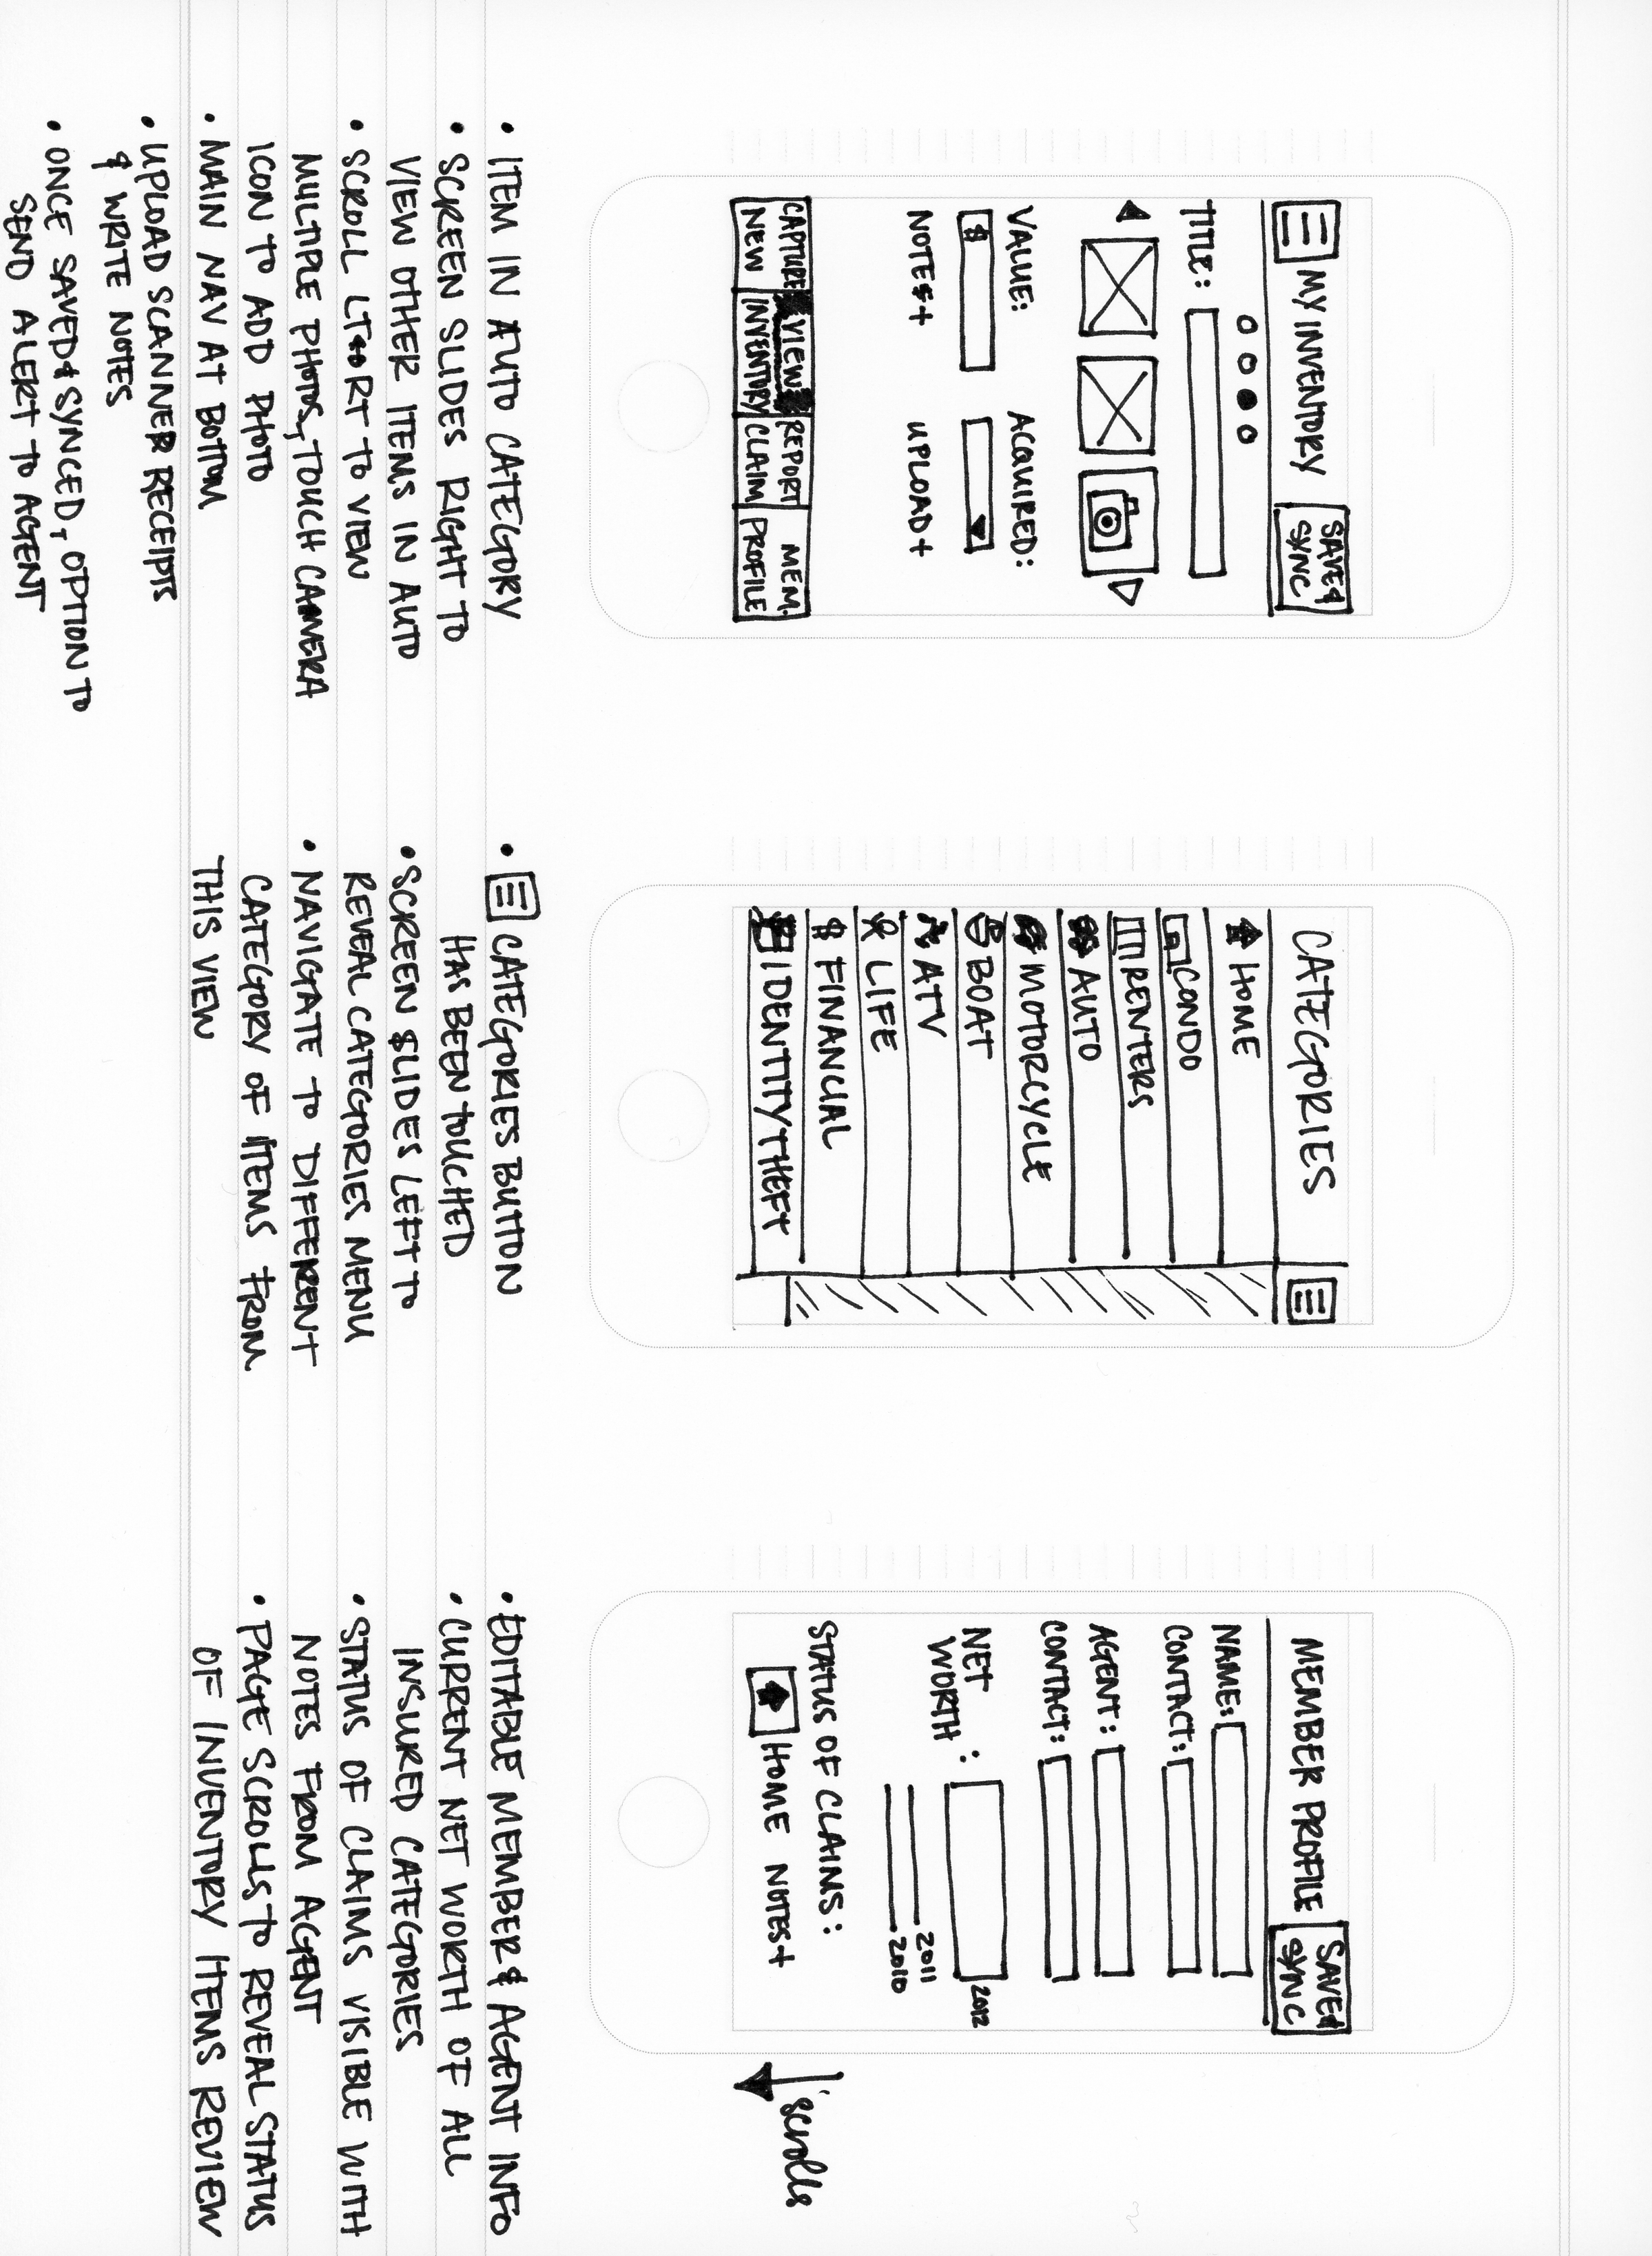 MY INVENTORY
SAVE &
SYNC
TITLE:
VALUE:
ACQUIRED:
$
NOTES +
UPLOAD +
CAPTURE
NEW
VIEW
INVENTORY
REPORT
CLAIM
MEM.
PROFILE
• ITEM IN AUTO CATEGORY
• SCREEN SLIDES RIGHT TO
VIEW OTHER ITEMS IN AUTO
• SCROLL LT → RT TO VIEW
MULTIPLE PHOTOS, TOUCH CAMERA
ICON TO ADD PHOTO
• MAIN NAV AT BOTTOM
• UPLOAD SCANNER RECEIPTS
& WRITE NOTES
• ONCE SAVED & SYNCED, OPTION TO
SEND ALERT TO AGENT
CATEGORIES
HOME
CONDO
RENTERS
AUTO
MOTORCYCLE
BOAT
ATV
LIFE
$ FINANCIAL
IDENTITY THEFT
• CATEGORIES BUTTON
HAS BEEN TOUCHED
• SCREEN SLIDES LEFT TO
REVEAL CATEGORIES MENU
• NAVIGATE TO DIFFERENT
CATEGORY OF ITEMS FROM
THIS VIEW
MEMBER PROFILE
SAVE &
SYNC
NAME:
CONTACT:
AGENT:
CONTACT:
NET
WORTH:
2012
2011
2010
STATUS OF CLAIMS:
HOME NOTES +
scrolls
• EDITABLE MEMBER & AGENT INFO
• CURRENT NET WORTH OF ALL
INSURED CATEGORIES
• STATUS OF CLAIMS VISIBLE WITH
NOTES FROM AGENT
• PAGE SCROLLS TO REVEAL STATUS
OF INVENTORY ITEMS REVIEW